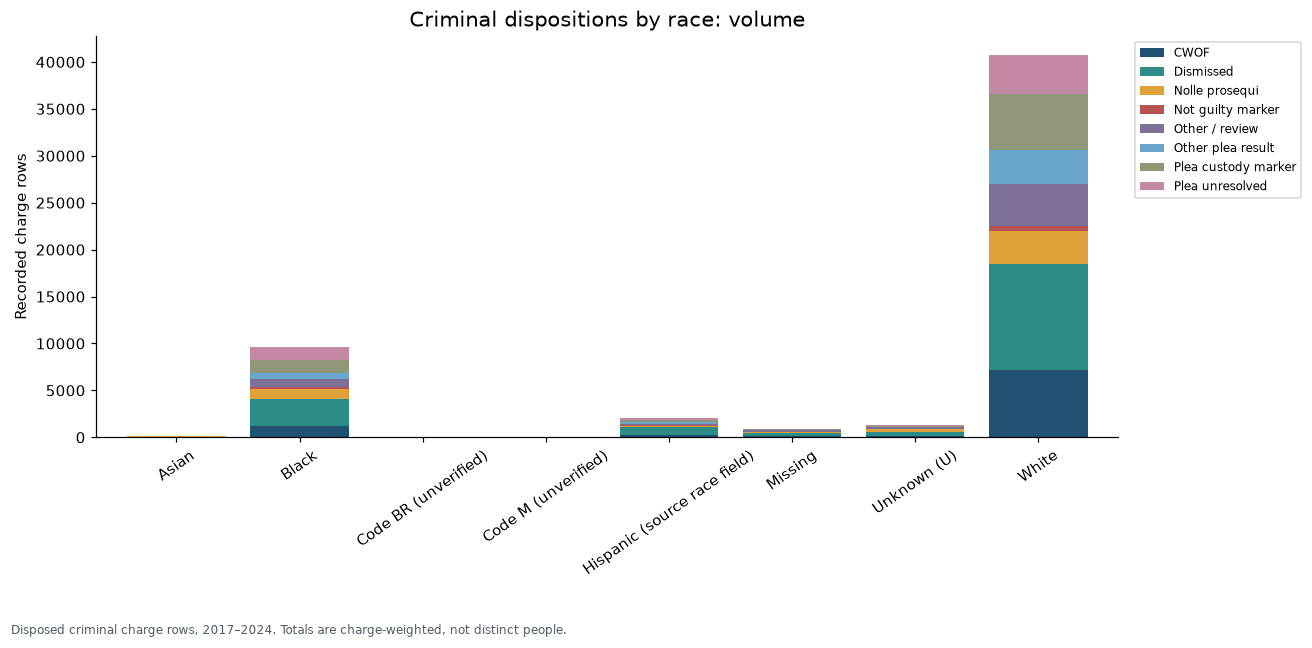 Criminal dispositions by race: volume
Recorded charge rows
40000
35000
30000
25000
20000
15000
10000
5000
0
Asian
Black
Code BR (unverified)
Code M (unverified)
Hispanic (source race field)
Missing
Unknown (U)
White
CWOF
Dismissed
Nolle prosequi
Not guilty marker
Other / review
Other plea result
Plea custody marker
Plea unresolved
Disposed criminal charge rows, 2017–2024. Totals are charge-weighted, not distinct people.